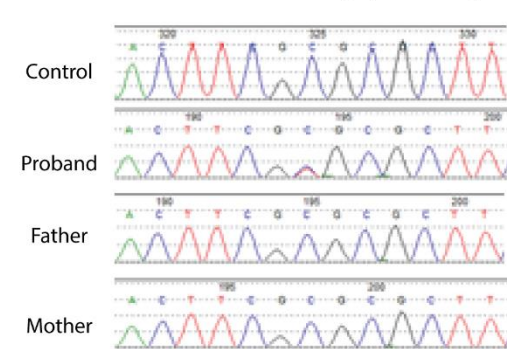 320 325 330
Control
A C T T C G C G C G C T T
190 195 200
Proband
A C T T C G C G C G C T T
190 195 200
Father
A C T T C G C G C G C T T
195 200
Mother
A C T T C G C G C G C T T